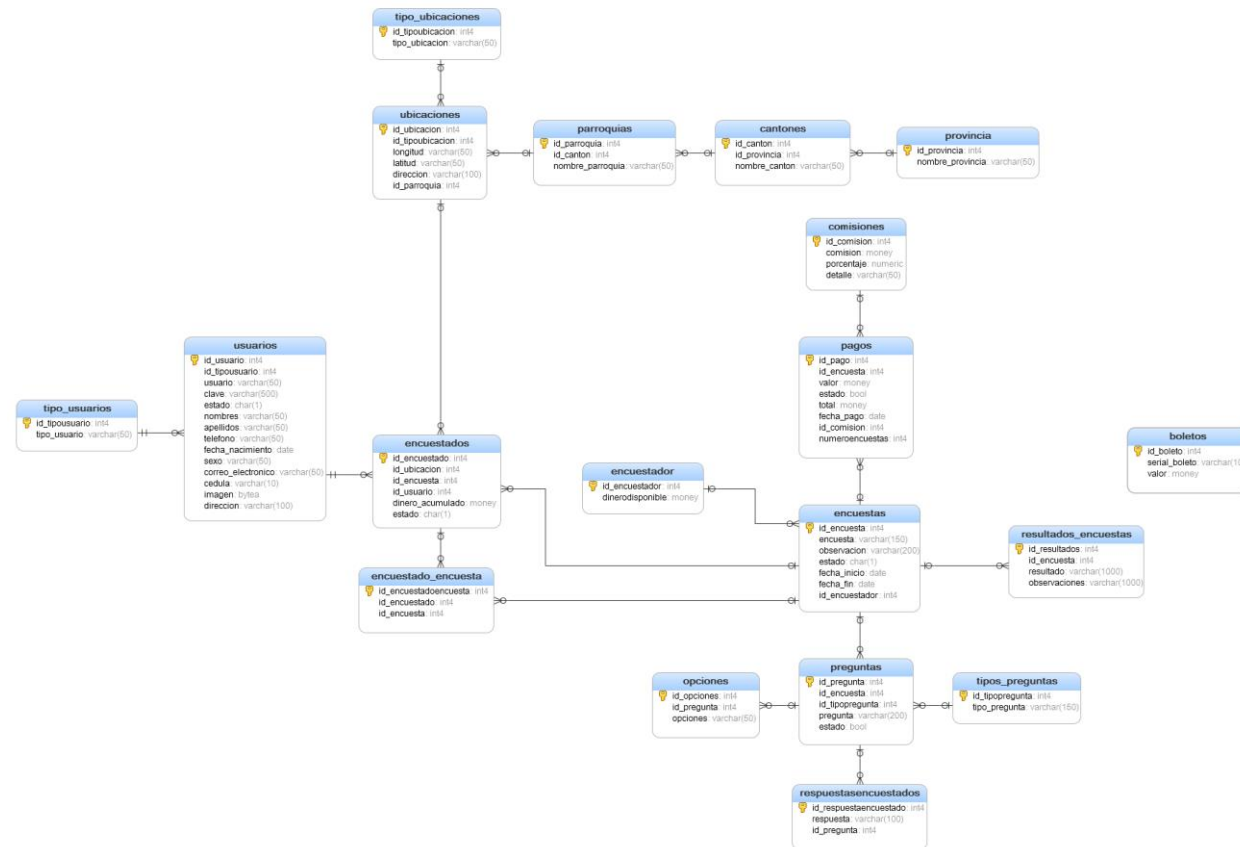 tipo_ubicaciones
id_tipoubicacion: int4
tipo_ubicacion: varchar(50)
ubicaciones
id_ubicacion: int4
id_tipoubicacion: int4
longitud: varchar(50)
latitud: varchar(50)
direccion: varchar(100)
id_parroquia: int4
parroquias
id_parroquia: int4
id_canton: int4
nombre_parroquia: varchar(50)
cantones
id_canton: int4
id_provincia: int4
nombre_canton: varchar(50)
provincia
id_provincia: int4
nombre_provincia: varchar(50)
comisiones
id_comision: int4
comision: money
porcentaje: numeric
detalle: varchar(50)
usuarios
id_usuario: int4
id_tipousuario: int4
usuario: varchar(50)
clave: varchar(500)
estado: char(1)
nombres: varchar(50)
apellidos: varchar(50)
telefono: varchar(50)
fecha_nacimiento: date
sexo: varchar(50)
correo_electronico: varchar(50)
cedula: varchar(10)
imagen: bytea
direccion: varchar(100)
pagos
id_pago: int4
id_encuesta: int4
valor: money
estado: bool
total: money
fecha_pago: date
id_comision: int4
numeroencuestas: int4
tipo_usuarios
id_tipousuario: int4
tipo_usuario: varchar(50)
encuestados
id_encuestado: int4
id_ubicacion: int4
id_encuesta: int4
id_usuario: int4
dinero_acumulado: money
estado: char(1)
encuestador
id_encuestador: int4
dinerodisponible: money
boletos
id_boleto: int4
serial_boleto: varchar(10
valor: money
encuestas
id_encuesta: int4
encuesta: varchar(150)
observacion: varchar(200)
estado: char(1)
fecha_inicio: date
fecha_fin: date
id_encuestador: int4
resultados_encuestas
id_resultados: int4
id_encuesta: int4
resultado: varchar(1000)
observaciones: varchar(1000)
encuestado_encuesta
id_encuestadoencuesta: int4
id_encuestado: int4
id_encuesta: int4
opciones
id_opciones: int4
id_pregunta: int4
opciones: varchar(50)
preguntas
id_pregunta: int4
id_encuesta: int4
id_tipopregunta: int4
pregunta: varchar(200)
estado: bool
tipos_preguntas
id_tipopregunta: int4
tipo_pregunta: varchar(150)
respuestasencuestados
id_respuestaencuestado: int4
respuesta: varchar(100)
id_pregunta: int4